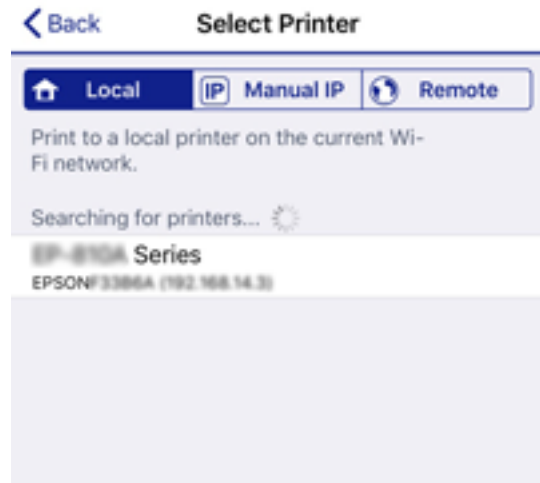 Back Select Printer
Local IP Manual IP Remote
Print to a local printer on the current Wi-
Fi network.
Searching for printers...
Series
EPSON